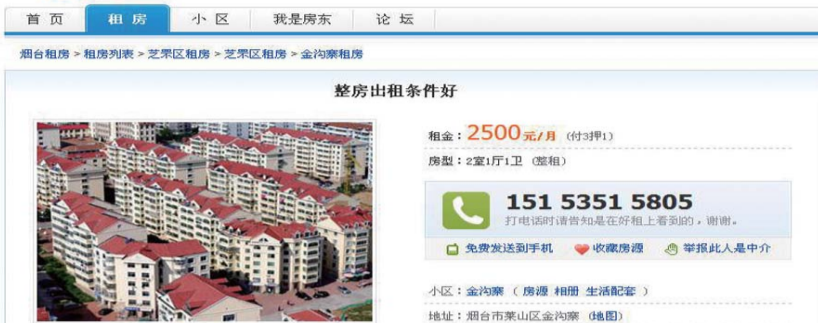 首 页 租 房 小 区 我是房东 论 坛
烟台租房 > 租房列表 > 芝罘区租房 > 芝罘区租房 > 金沟寨租房
整房出租条件好
租金：2500元/月 (付3押1)
房型：2室1厅1卫 (整租)
151 5351 5805
打电话时请告知是在好租上看到的，谢谢。
免费发送到手机 收藏房源 举报此人是中介
小区：金沟寨 ( 房源 相册 生活配套 )
地址：烟台市莱山区金沟寨 (地图)